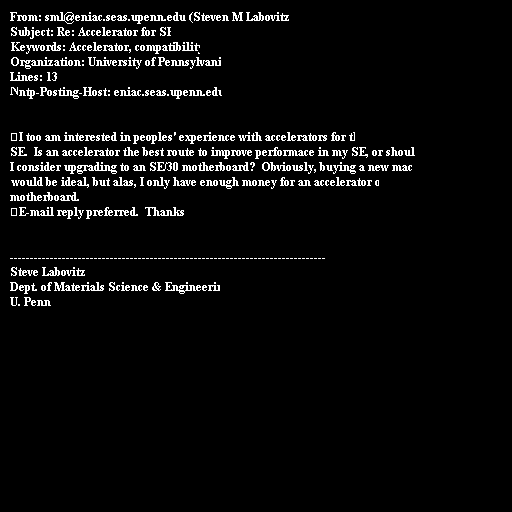 From: sml@eniac.seas.upenn.edu (Steven M Labovitz
Subject: Re: Accelerator for SE
Keywords: Accelerator, compatibility
Organization: University of Pennsylvani
Lines: 13
Nntp-Posting-Host: eniac.seas.upenn.edu
I too am interested in peoples' experience with accelerators for t
SE.  Is an accelerator the best route to improve performace in my SE, or shoul
I consider upgrading to an SE/30 motherboard?  Obviously, buying a new mac
would be ideal, but alas, I only have enough money for an accelerator o
motherboard.
E-mail reply preferred.  Thanks
-------------------------------------------------------------------------------
Steve Labovitz
Dept. of Materials Science & Engineerin
U. Penn